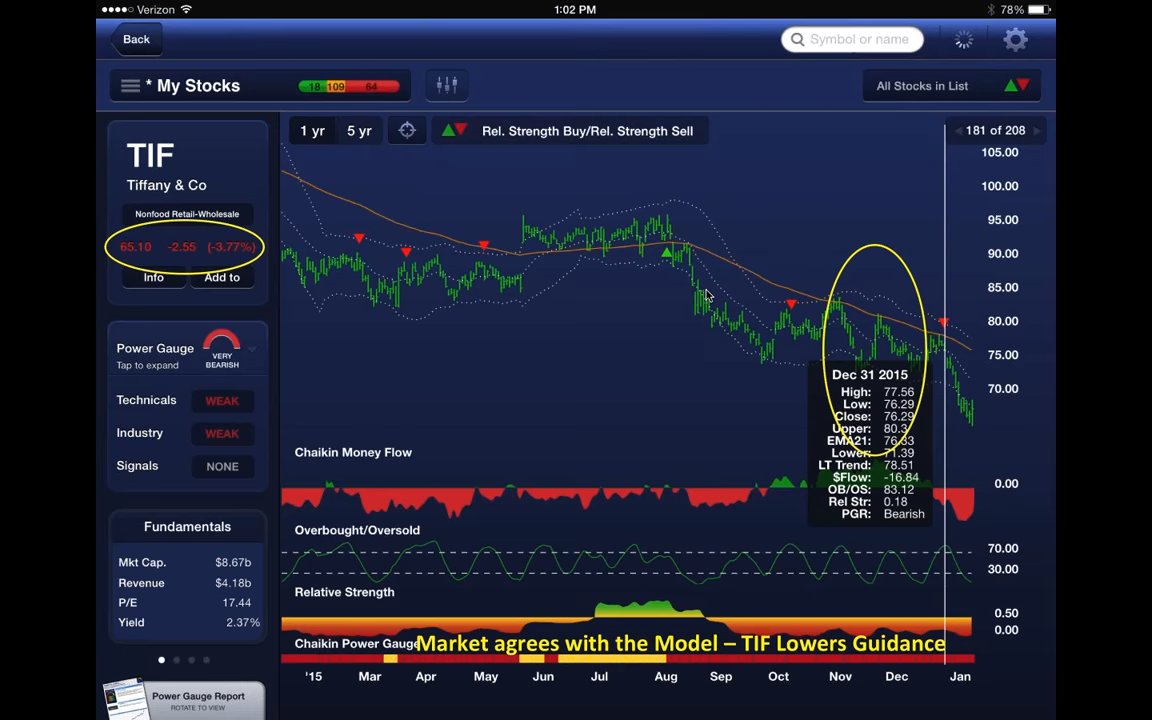 Verizon 1:02 PM 78%
Back Symbol or name
* My Stocks 18 109 64 All Stocks in List
1 yr 5 yr Rel. Strength Buy/Rel. Strength Sell 181 of 208
TIF
Tiffany & Co
Nonfood Retail-Wholesale
65.10 -2.55 (-3.77%)
Info Add to
Power Gauge
Tap to expand
VERY
BEARISH
Technicals WEAK
Industry WEAK
Signals NONE
Fundamentals
Mkt Cap. $8.67b
Revenue $4.18b
P/E 17.44
Yield 2.37%
Power Gauge Report
ROTATE TO VIEW
105.00
100.00
95.00
90.00
85.00
80.00
75.00
70.00
Dec 31 2015
High: 77.56
Low: 76.29
Close: 76.29
Upper: 80.3
EMA21: 76.33
Lower: 71.39
LT Trend: 78.51
$Flow: -16.84
OB/OS: 83.12
Rel Str: 0.18
PGR: Bearish
Chaikin Money Flow
0.00
Overbought/Oversold
70.00
30.00
Relative Strength
0.50
0.00
Chaikin Power Gauge
Market agrees with the Model – TIF Lowers Guidance
'15 Mar Apr May Jun Jul Aug Sep Oct Nov Dec Jan